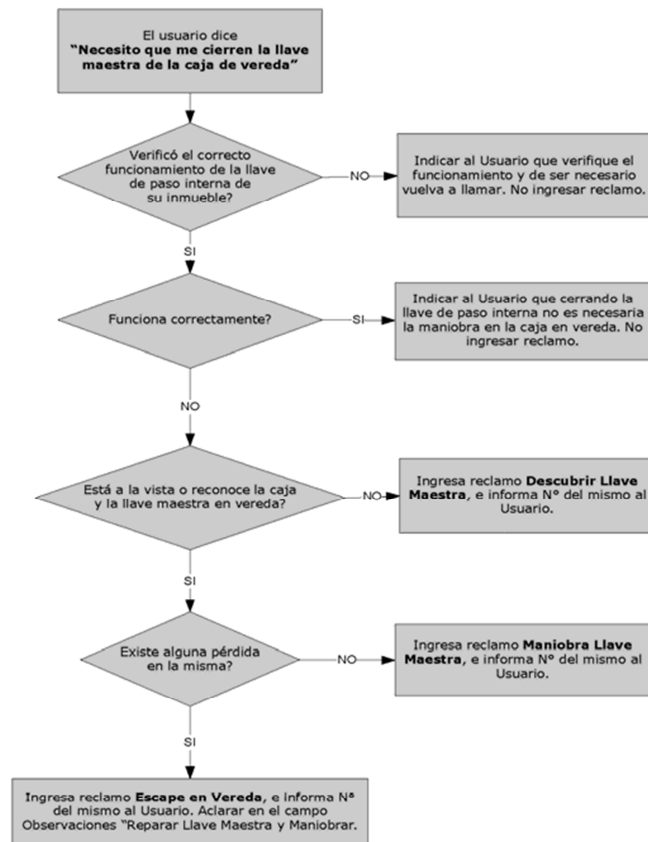 El usuario dice
“Necesito que me cierren la llave
maestra de la caja de vereda”
Verificó el correcto
funcionamiento de la llave
de paso interna de
su inmueble?
NO
Indicar al Usuario que verifique el
funcionamiento y de ser necesario
vuelva a llamar. No ingresar reclamo.
SI
Funciona correctamente?
SI
Indicar al Usuario que cerrando la
llave de paso interna no es necesaria
la maniobra en la caja en vereda. No
ingresar reclamo.
NO
Está a la vista o reconoce la caja
y la llave maestra en vereda?
NO
Ingresa reclamo Descubrir Llave
Maestra, e informa N° del mismo al
Usuario.
SI
Existe alguna pérdida
en la misma?
NO
Ingresa reclamo Maniobra Llave
Maestra, e informa N° del mismo al
Usuario.
SI
Ingresa reclamo Escape en Vereda, e informa N°
del mismo al Usuario. Aclarar en el campo
Observaciones “Reparar Llave Maestra y Maniobrar.